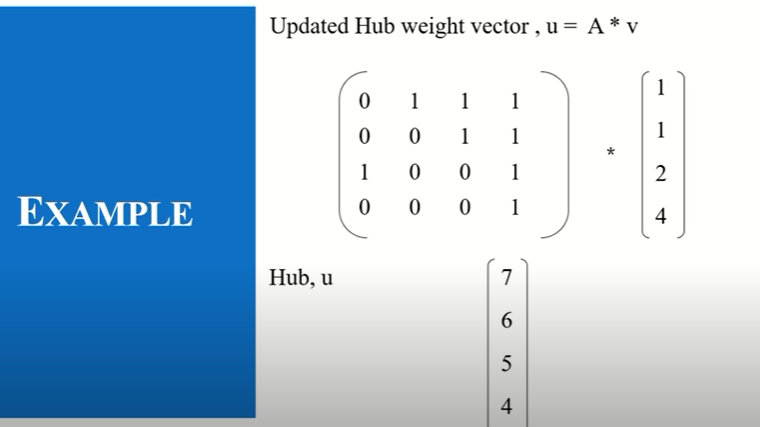 EXAMPLE
Updated Hub weight vector , u = A * v
0 1 1 1
0 0 1 1
1 0 0 1
0 0 0 1
*
1
1
2
4
Hub, u
7
6
5
4